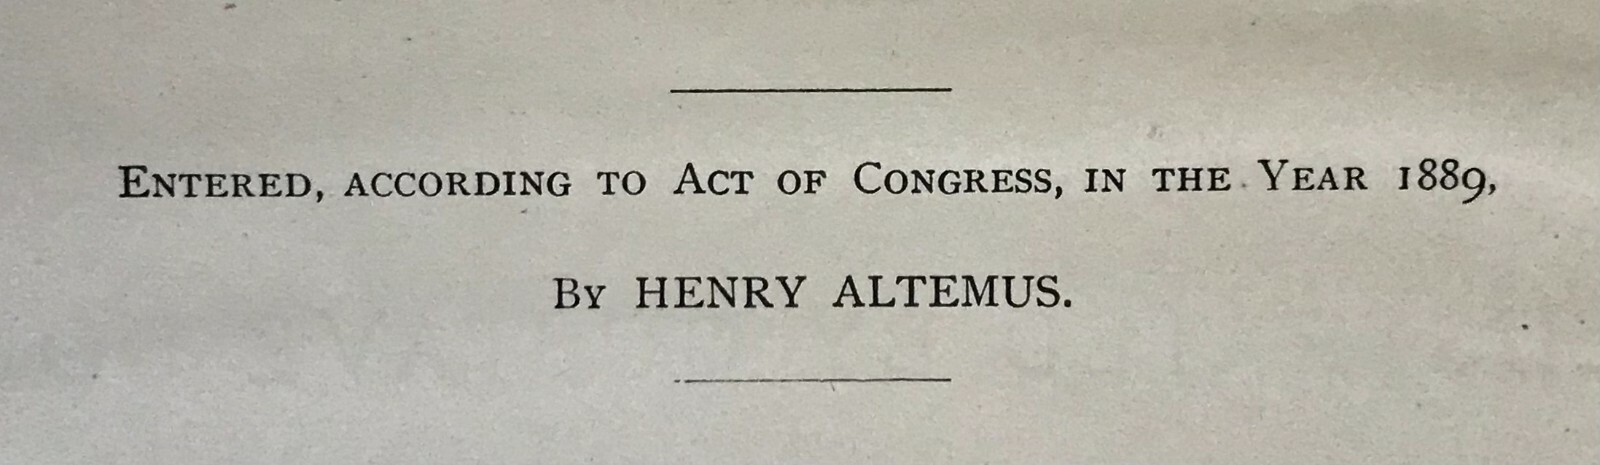 Entered, according to Act of Congress, in the Year 1889,
By HENRY ALTEMUS.